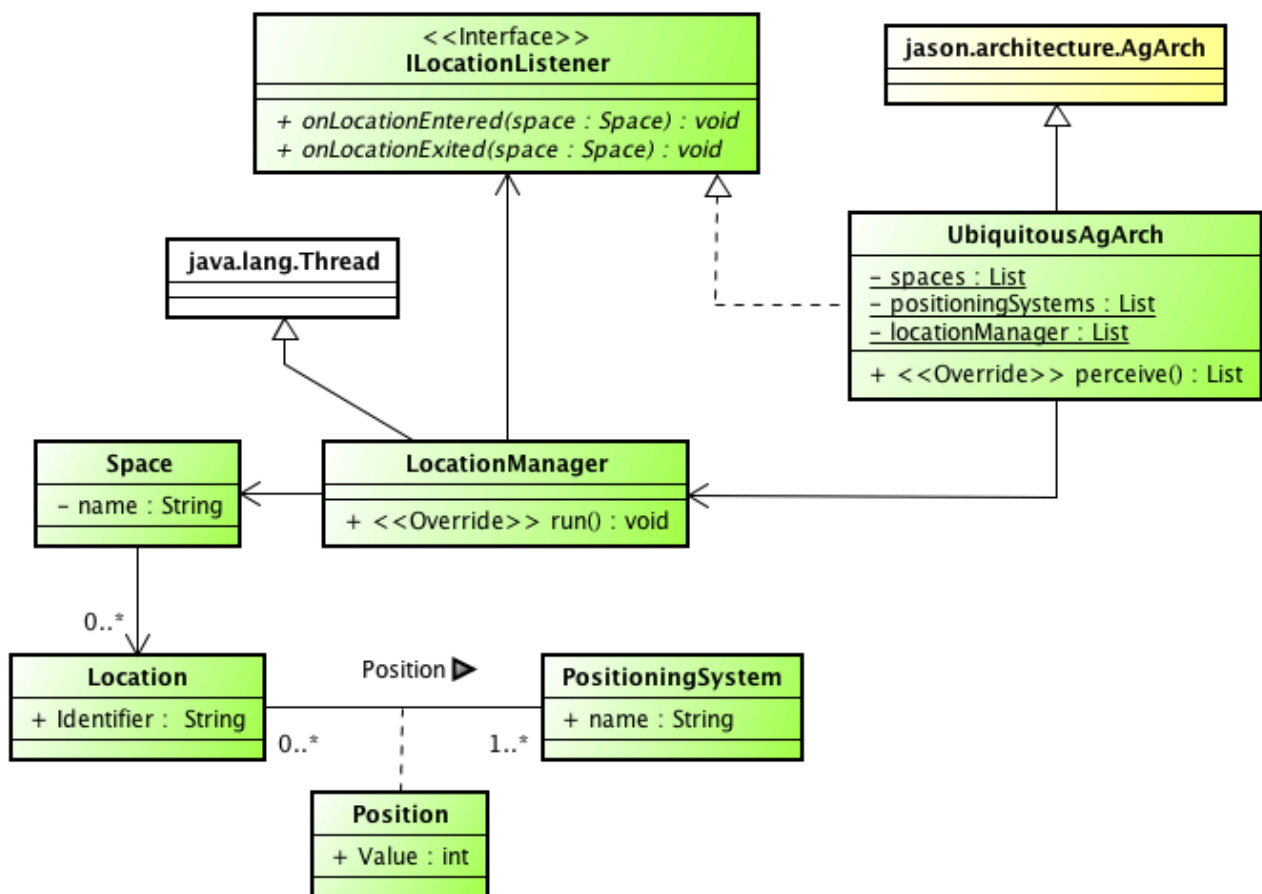 <<Interface>>
ILocationListener
+ onLocationEntered(space : Space) : void
+ onLocationExited(space : Space) : void
jason.architecture.AgArch
java.lang.Thread
UbiquitousAgArch
- spaces : List
- positioningSystems : List
- locationManager : List
+ <<Override>> perceive() : List
Space
- name : String
LocationManager
+ <<Override>> run() : void
0..*
Location
+ Identifier : String
Position
0..*
1..*
PositioningSystem
+ name : String
Position
+ Value : int